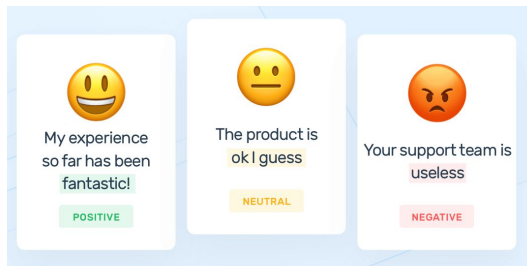 My experience
so far has been
fantastic!
POSITIVE
The product is
ok I guess
NEUTRAL
Your support team is
useless
NEGATIVE